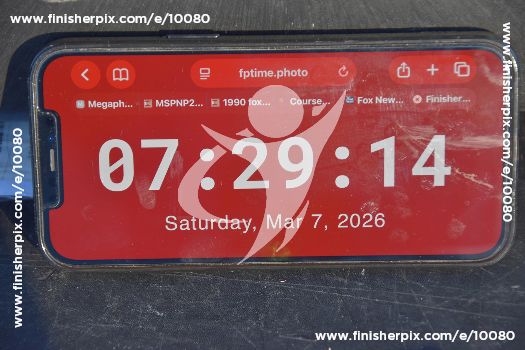 www.finisherpix.com/e/10080
www.finisherpix.com/e/10080
fptime.photo
Megaph... MSPNP2... 1990 fox... Course... Fox New... Finisher...
07:29:14
Saturday, Mar 7, 2026
www.finisherpix.com/e/10080
www.finisherpix.com/e/10080
www.finisherpix.com/e/10080